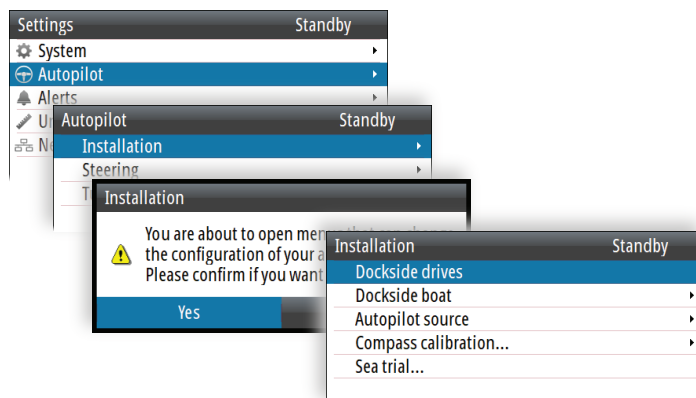 Settings Standby
System
Autopilot
Alerts
Autopilot Standby
Installation
Steering
Installation
You are about to open
the configuration of your
Please confirm if you want
Yes
Installation Standby
Dockside drives
Dockside boat
Autopilot source
Compass calibration...
Sea trial...